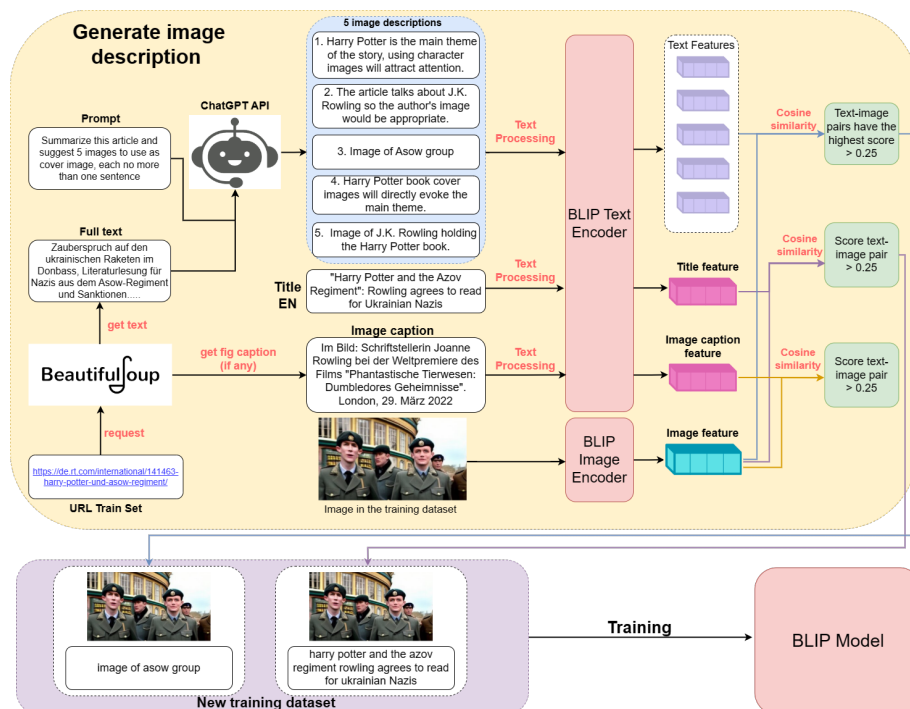 Generate image
description
5 image descriptions
1. Harry Potter is the main theme
of the story, using character
images will attract attention.
2. The article talks about J.K.
Rowling so the author's image
would be appropriate.
3. Image of Asow group
4. Harry Potter book cover
images will directly evoke the
main theme.
5. Image of J.K. Rowling holding
the Harry Potter book.
ChatGPT API
Prompt
Summarize this article and
suggest 5 images to use as
cover image, each no more
than one sentence
Full text
Zauberspruch auf den
ukrainischen Raketen im
Donbass, Literaturlesung für
Nazis aus dem Asow-Regiment
und Sanktionen.....
get text
BeautifulSoup
request
https://de.rt.com/international/141463-
harry-potter-und-asow-regiment/
URL Train Set
get fig caption
(if any)
Title
EN
"Harry Potter and the Azov
Regiment": Rowling agrees to read
for Ukrainian Nazis
Image caption
Im Bild: Schriftstellerin Joanne
Rowling bei der Weltpremiere des
Films "Phantastische Tierwesen:
Dumbledores Geheimnisse".
London, 29. März 2022
Image in the training dataset
Text
Processing
Text
Processing
Text
Processing
BLIP Text
Encoder
BLIP
Image
Encoder
Text Features
Title feature
Image caption
feature
Image feature
Cosine
similarity
Cosine
similarity
Cosine
similarity
Text-image
pairs have the
highest score
> 0.25
Score text-
image pair
> 0.25
Score text-
image pair
> 0.25
image of asow group
harry potter and the azov
regiment rowling agrees to read
for ukrainian Nazis
New training dataset
Training
BLIP Model